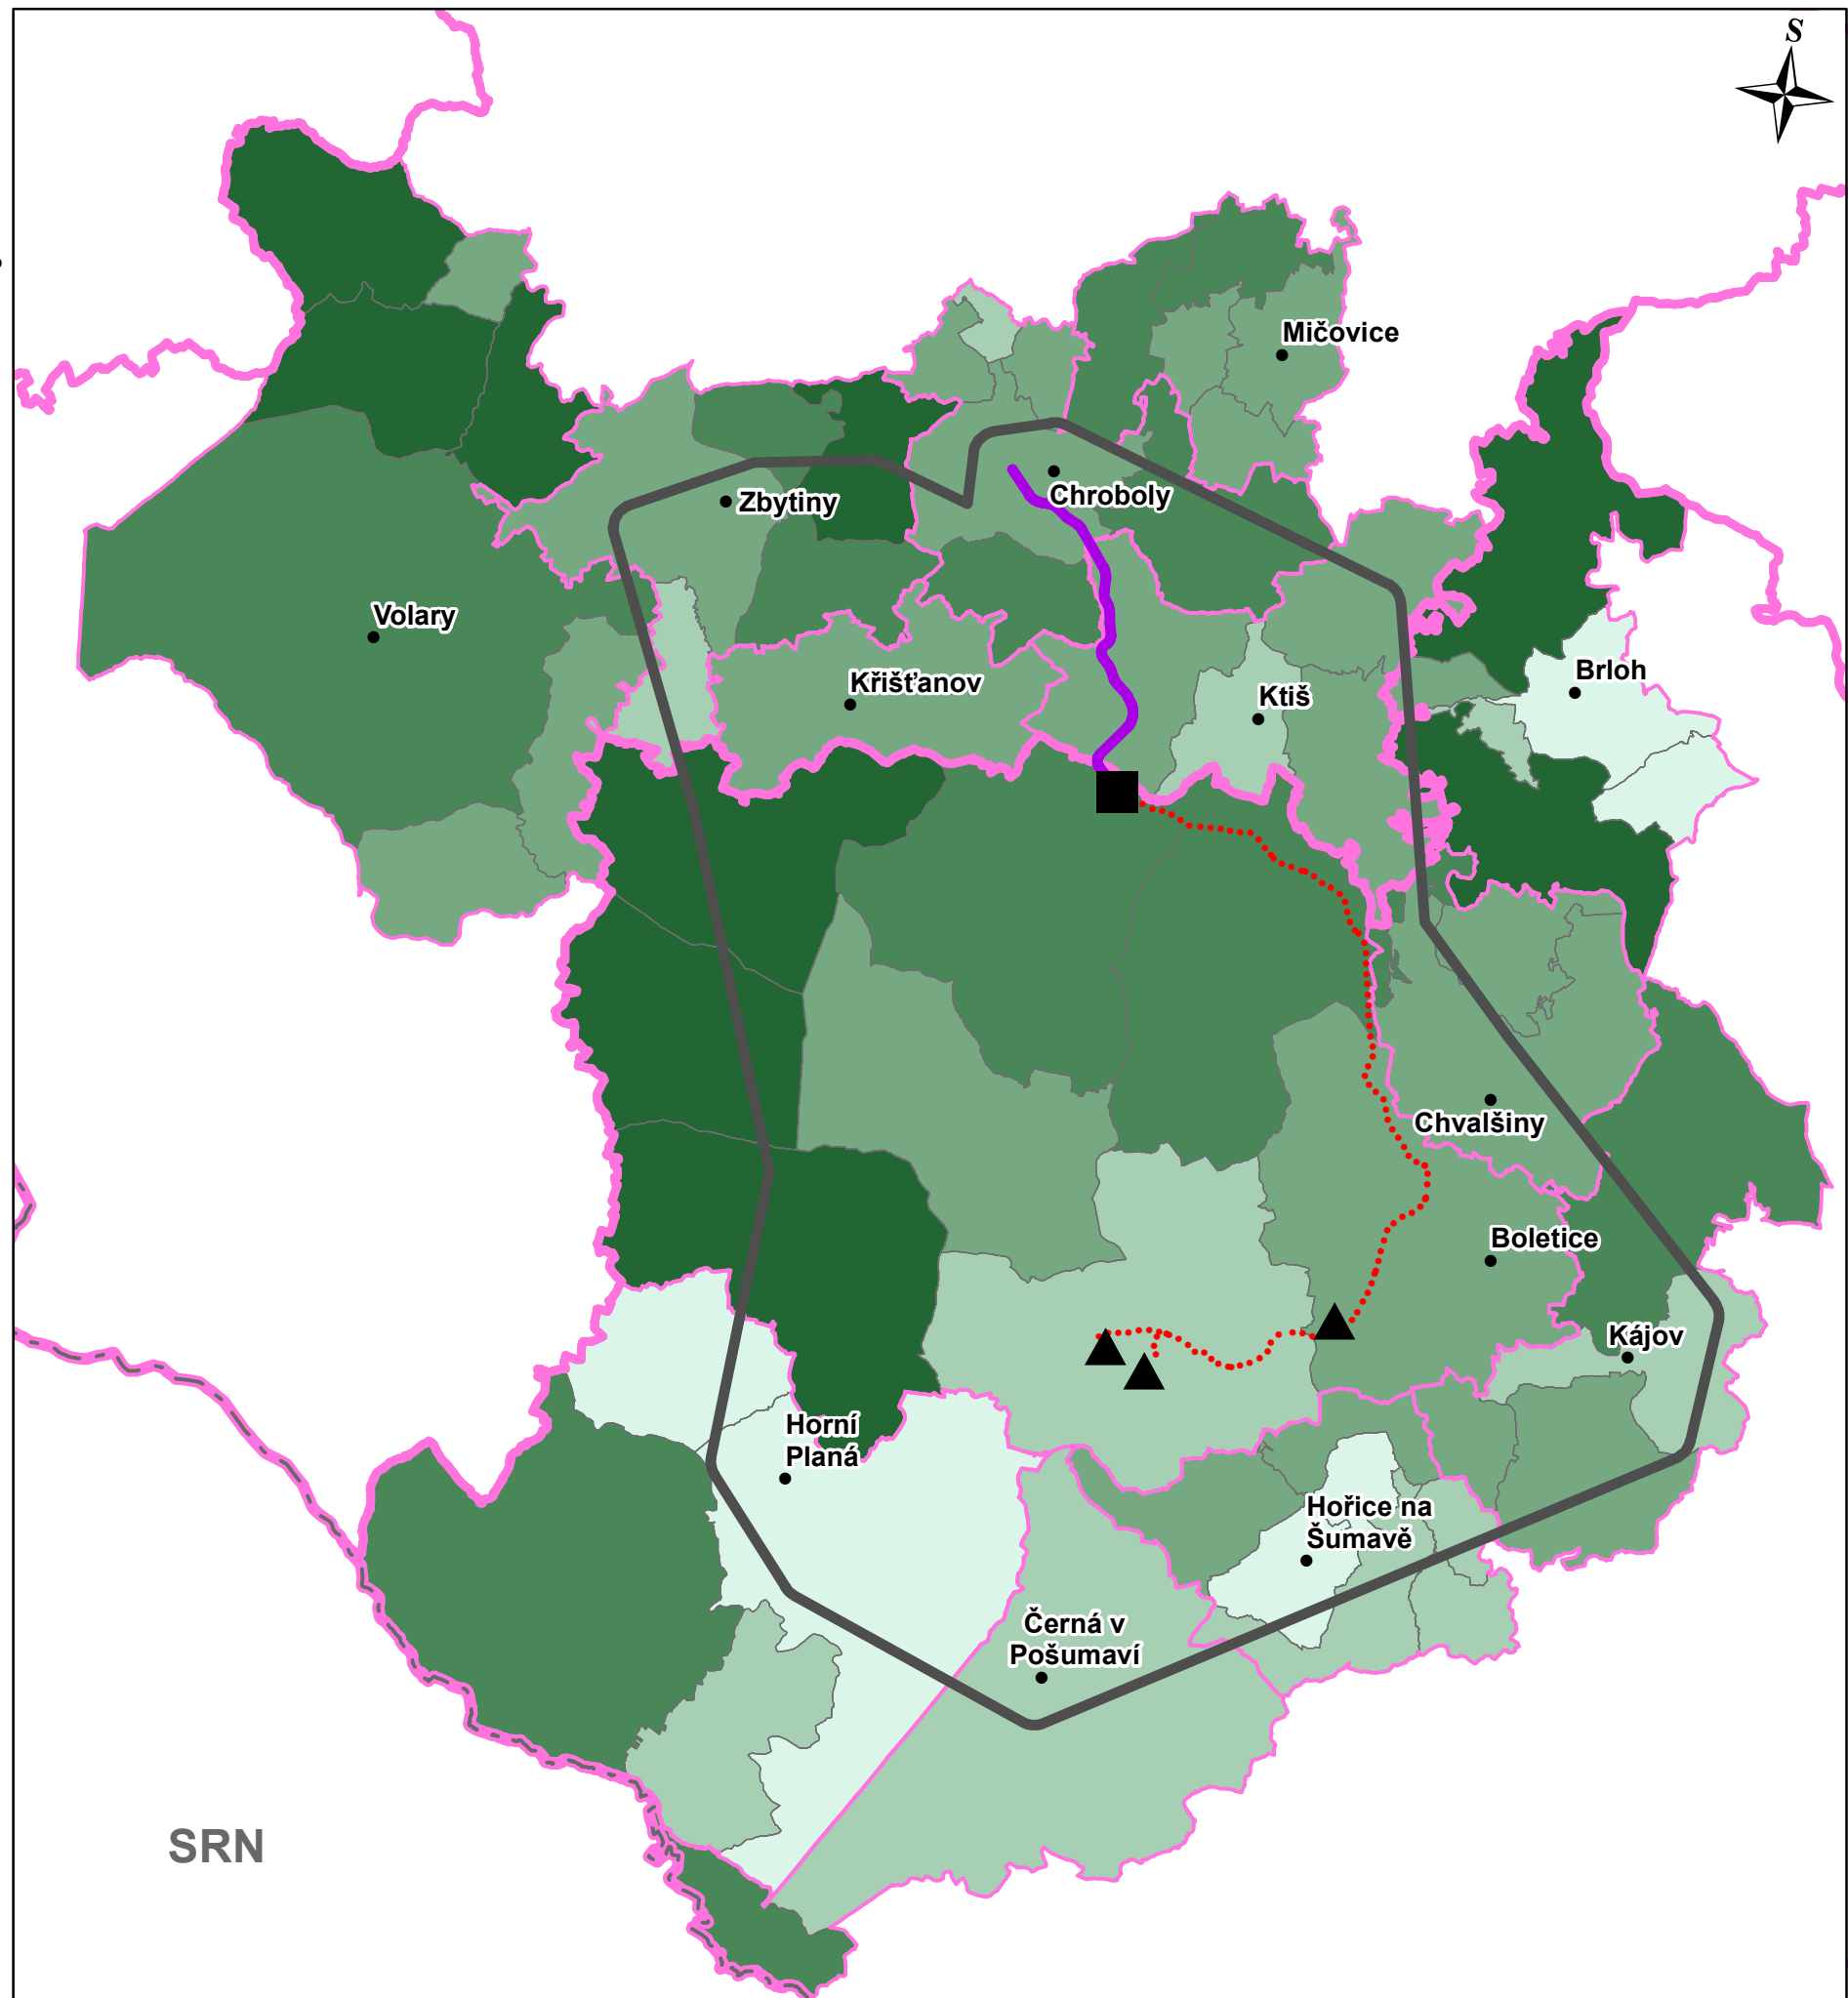 S
Mičovice
Chroboly
Zbytiny
Volary
Brloh
Křišťanov
Ktiš
Chvalšiny
Boletice
Kájov
Horní
Planá
Hořice na
Šumavě
Černá v
Pošumaví
SRN